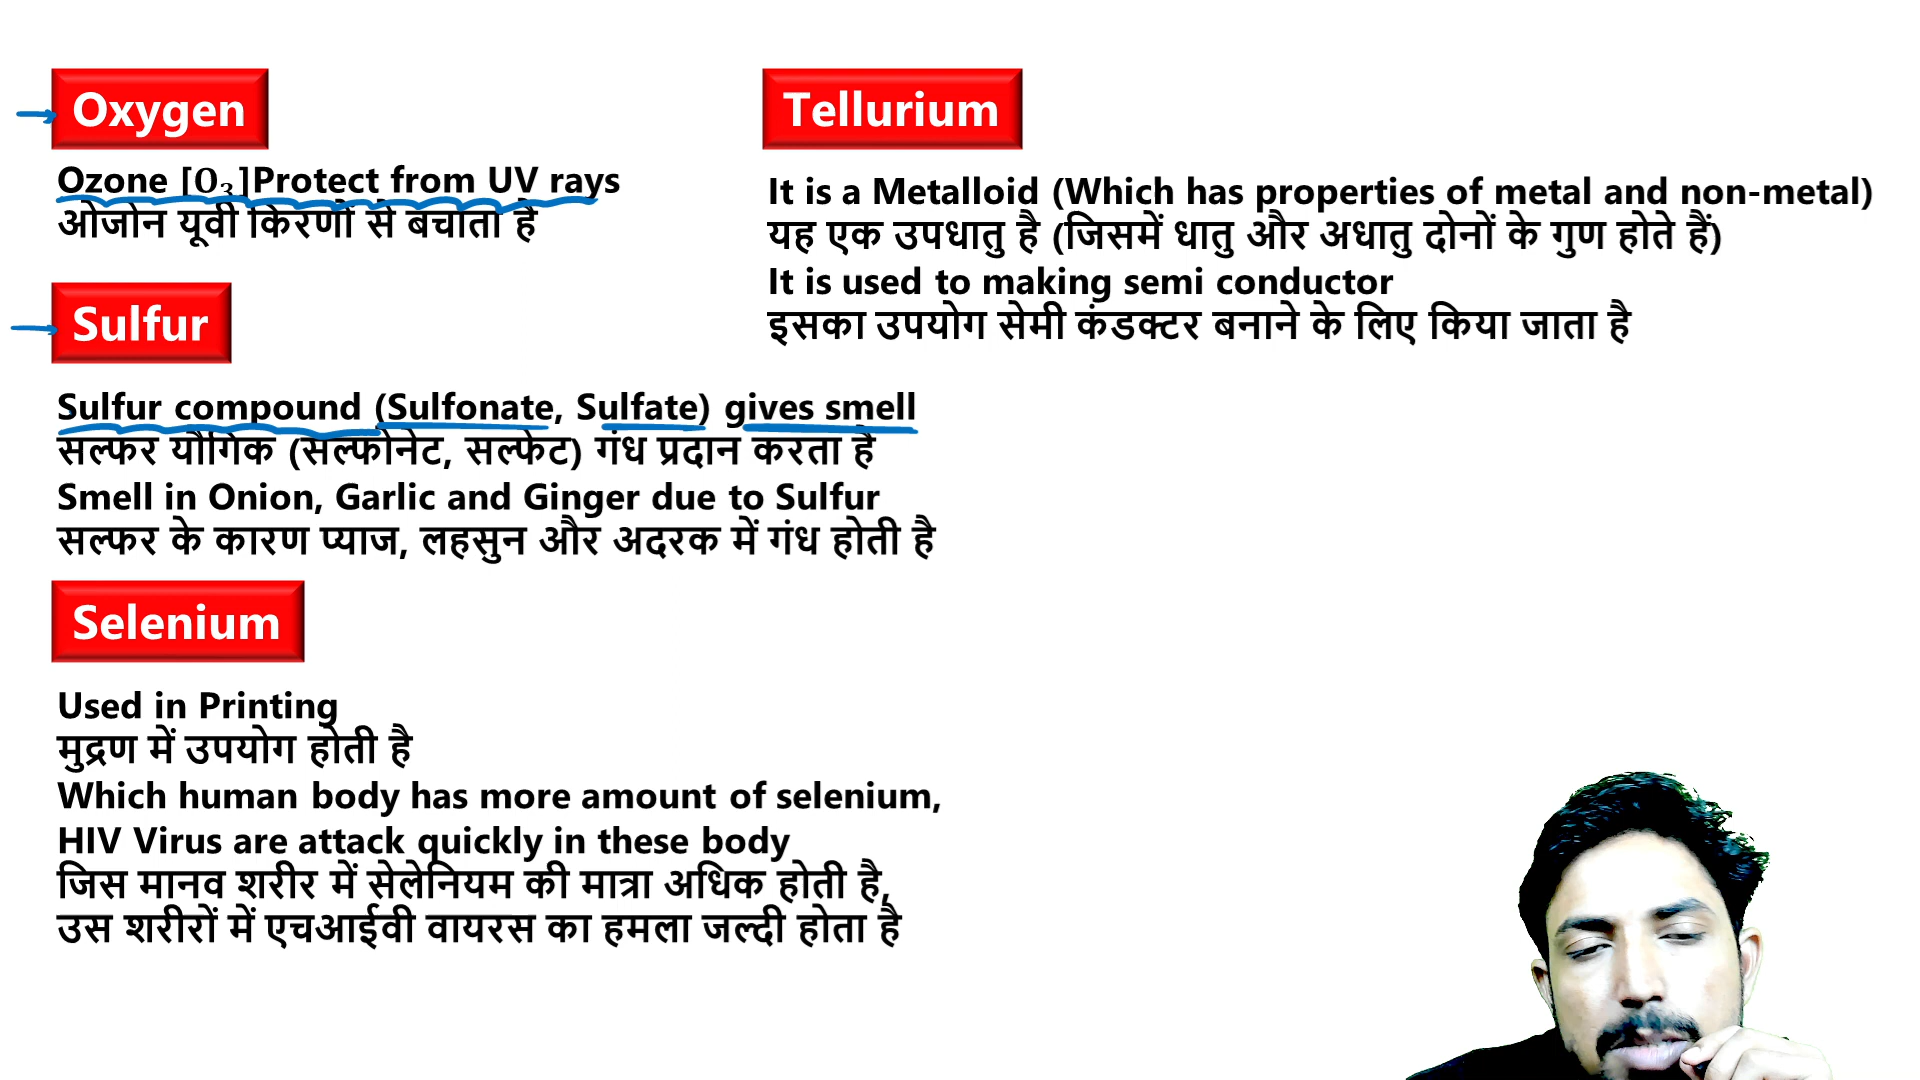 Oxygen
Ozone [O₃]Protect from UV rays
ओजोन यूवी किरणों से बचाता है
Sulfur
Sulfur compound (Sulfonate, Sulfate) gives smell
सल्फर यौगिक (सल्फोनेट, सल्फेट) गंध प्रदान करता है
Smell in Onion, Garlic and Ginger due to Sulfur
सल्फर के कारण प्याज, लहसुन और अदरक में गंध होती है
Selenium
Used in Printing
मुद्रण में उपयोग होती है
Which human body has more amount of selenium,
HIV Virus are attack quickly in these body
जिस मानव शरीर में सेलेनियम की मात्रा अधिक होती है,
उस शरीरों में एचआईवी वायरस का हमला जल्दी होता है
Tellurium
It is a Metalloid (Which has properties of metal and non-metal)
यह एक उपधातु है (जिसमें धातु और अधातु दोनों के गुण होते हैं)
It is used to making semi conductor
इसका उपयोग सेमी कंडक्टर बनाने के लिए किया जाता है